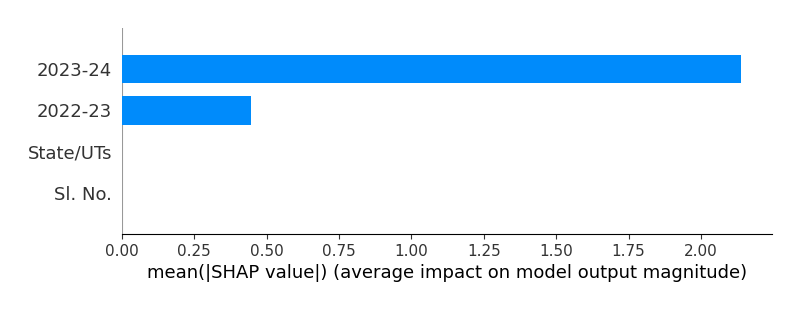 2023-24
2022-23
State/UTs
Sl. No.
0.00 0.25 0.50 0.75 1.00 1.25 1.50 1.75 2.00
mean(|SHAP value|) (average impact on model output magnitude)